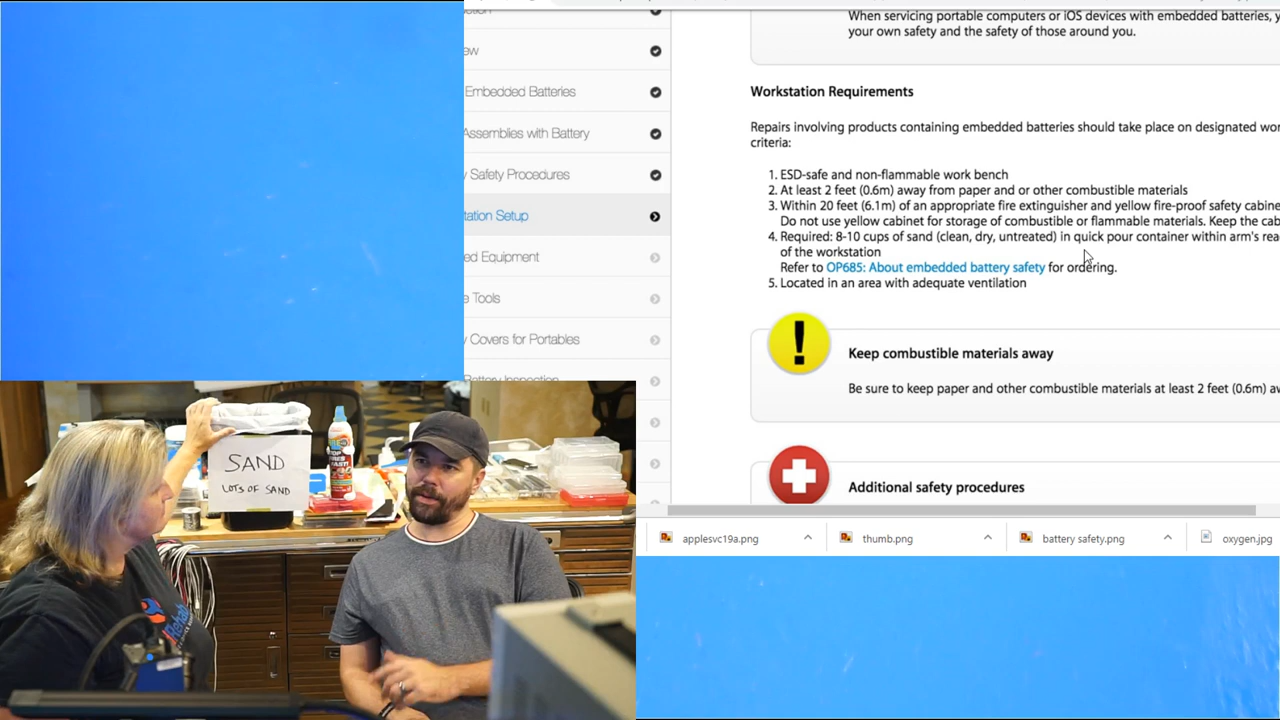 When servicing portable computers or iOS devices with embedded batteries,
your own safety and the safety of those around you.
Embedded Batteries
Assemblies with Battery
Safety Procedures
Setup
Equipment
Tools
Covers for Portables
Battery Inspection
Workstation Requirements
Repairs involving products containing embedded batteries should take place on designated
criteria:
1. ESD-safe and non-flammable work bench
2. At least 2 feet (0.6m) away from paper and or other combustible materials
3. Within 20 feet (6.1m) of an appropriate fire extinguisher and yellow fire-proof safety
Do not use yellow cabinet for storage of combustible or flammable materials. Keep the
4. Required: 8-10 cups of sand (clean, dry, untreated) in quick pour container within arm's
of the workstation
Refer to OP685: About embedded battery safety for ordering.
5. Located in an area with adequate ventilation
Keep combustible materials away
Be sure to keep paper and other combustible materials at least 2 feet (0.6m)
Additional safety procedures
applesvc19a.png
thumb.png
battery safety.png
oxygen.jpg
SAND
LOTS OF SAND